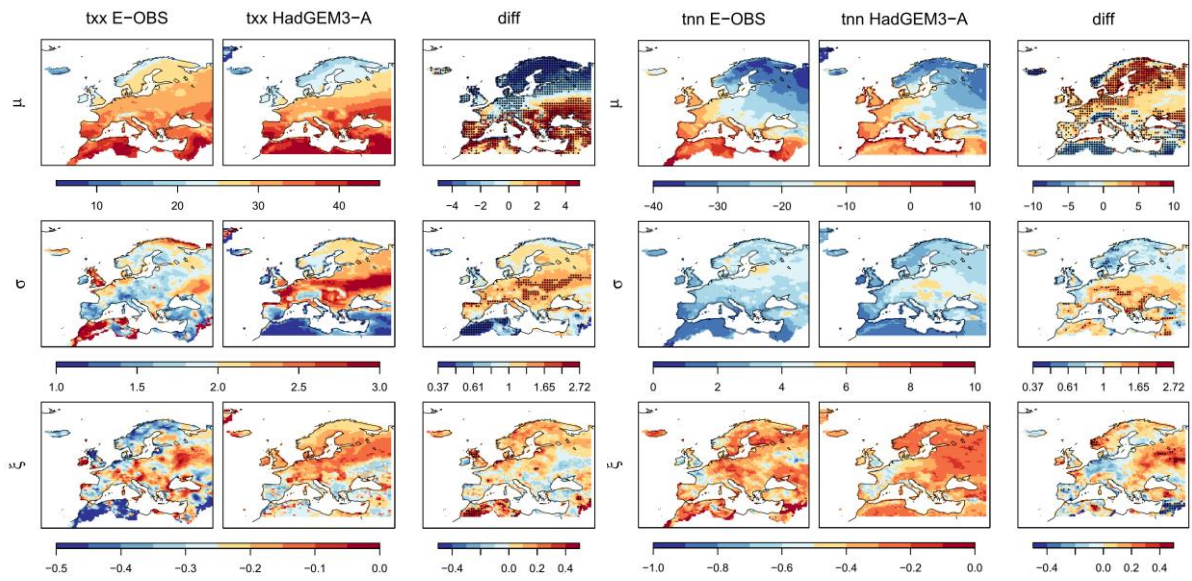 txx E−OBS txx HadGEM3−A diff tnn E−OBS tnn HadGEM3−A diff
μ μ
10 20 30 40 −4 −2 0 2 4 −40 −30 −20 −10 0 10 −10 −5 0 5 10
σ σ
1.0 1.5 2.0 2.5 3.0 0.37 0.61 1 1.65 2.72 0 2 4 6 8 10 0.37 0.61 1 1.65 2.72
ξ ξ
−0.5 −0.4 −0.3 −0.2 −0.1 0.0 −0.4 −0.2 0.0 0.2 0.4 −1.0 −0.8 −0.6 −0.4 −0.2 0.0 −0.4 −0.2 0.0 0.2 0.4